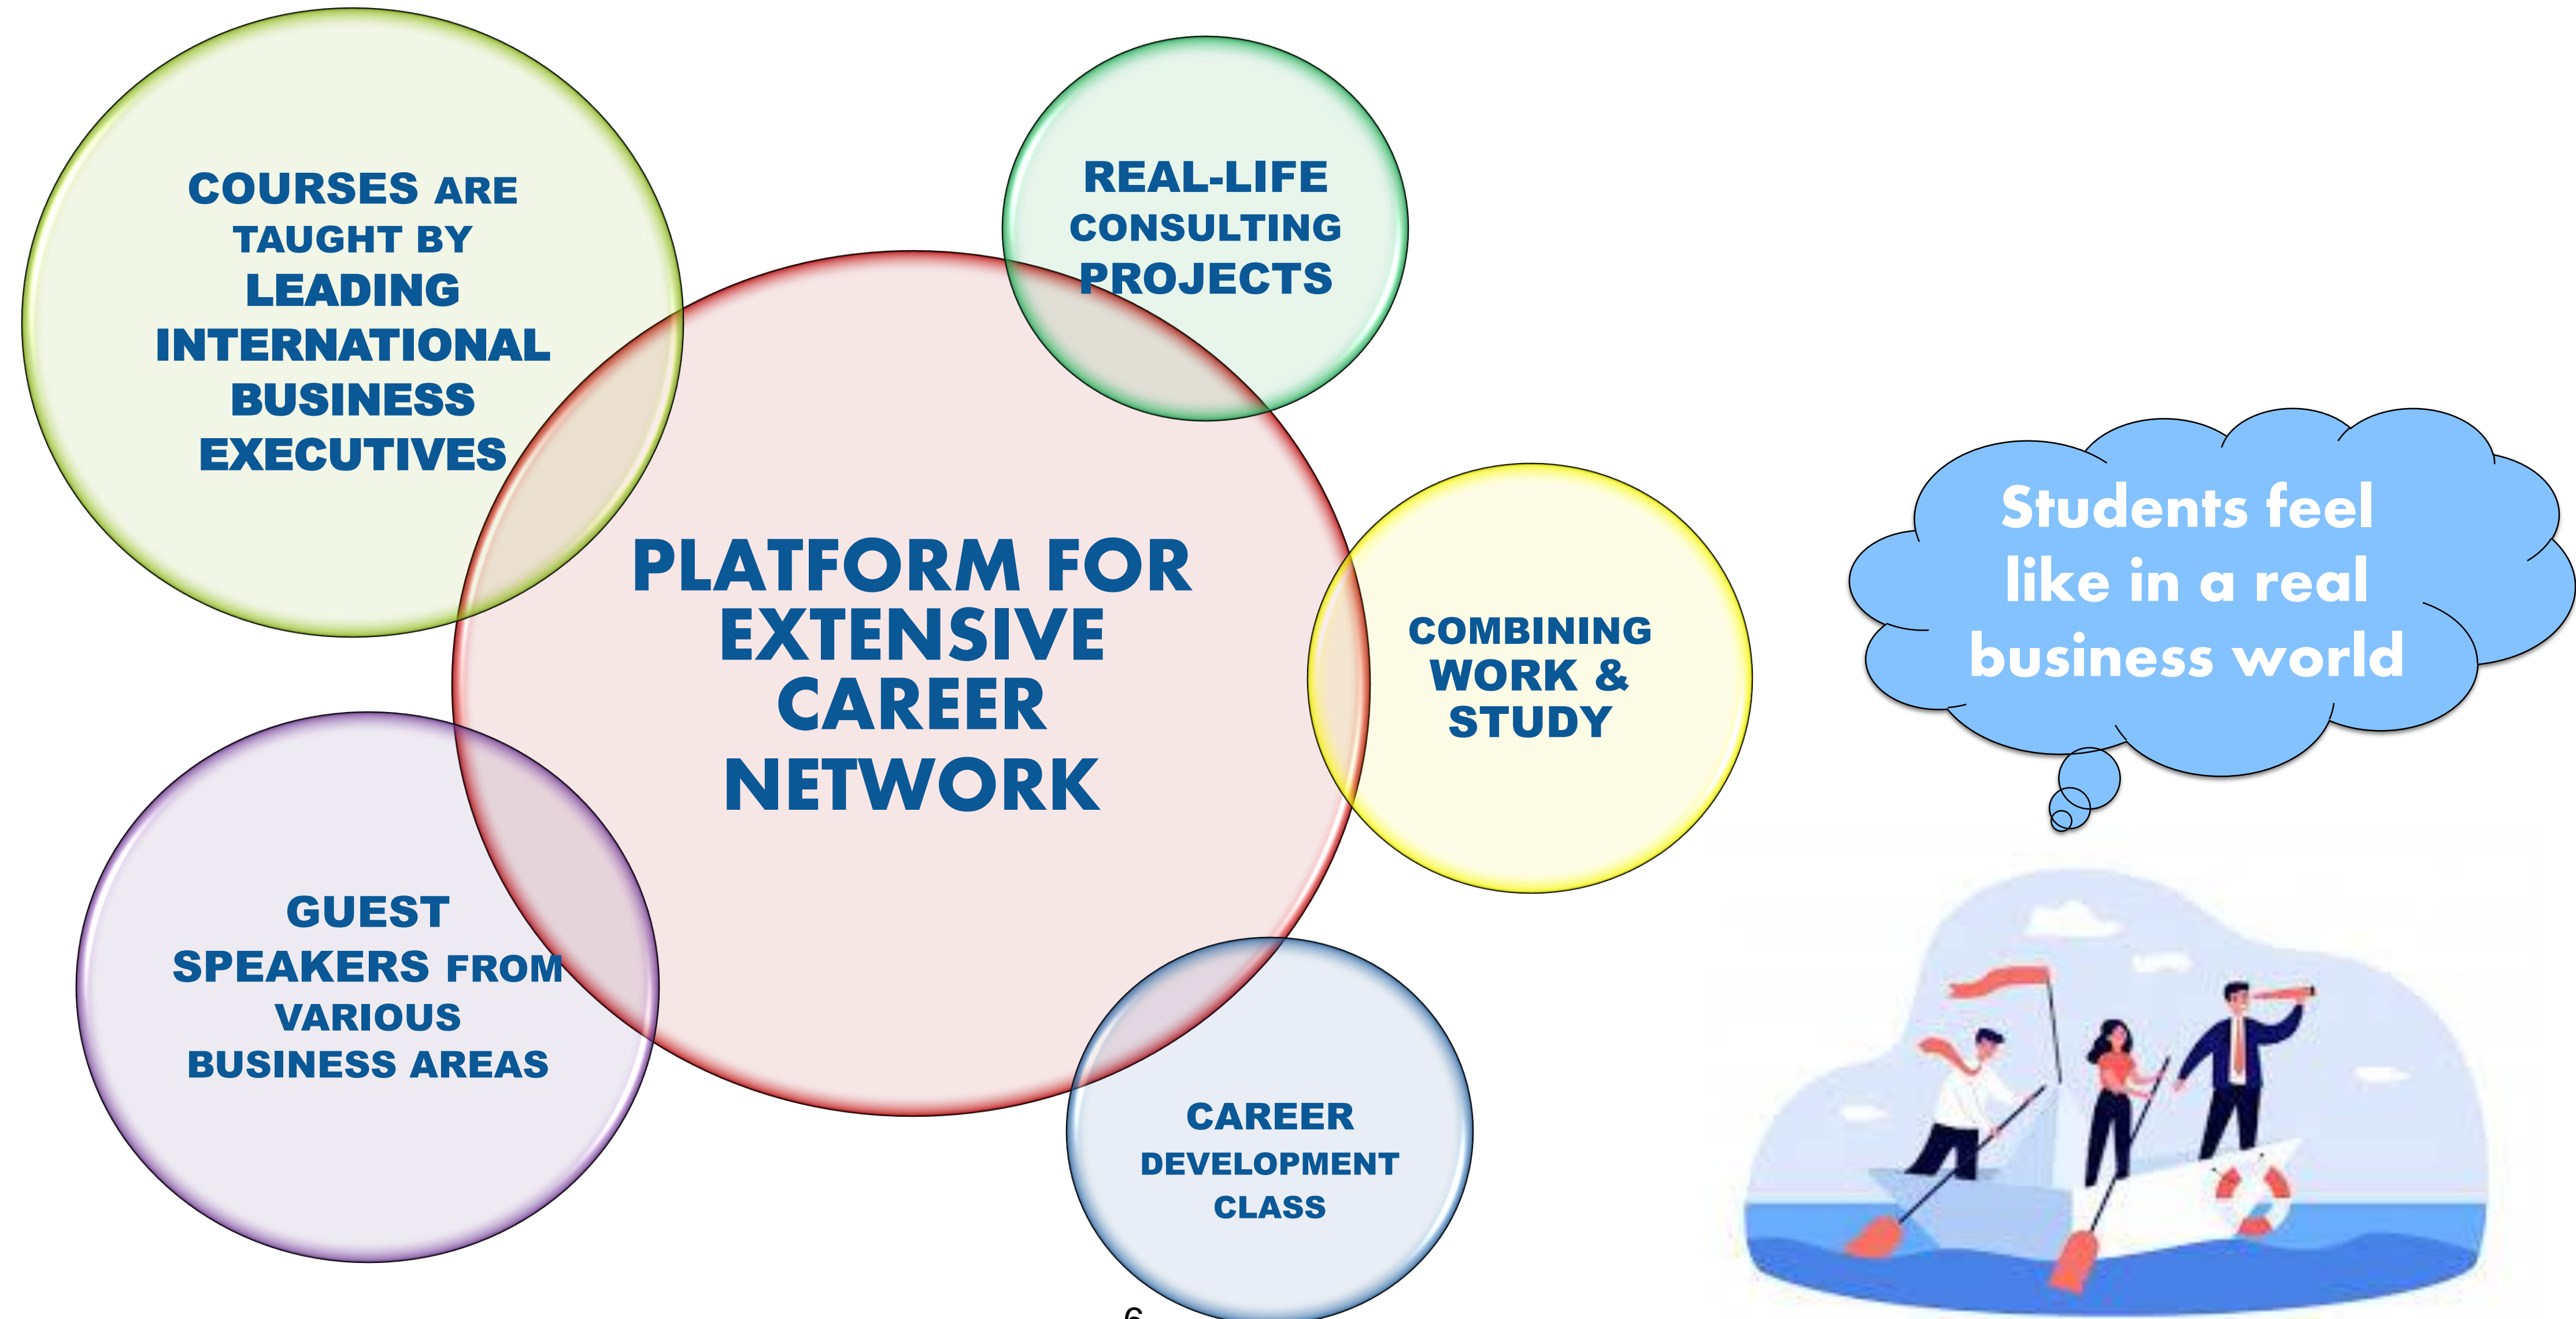 COURSES ARE
TAUGHT BY
LEADING
INTERNATIONAL
BUSINESS
EXECUTIVES
REAL-LIFE
CONSULTING
PROJECTS
PLATFORM FOR
EXTENSIVE
CAREER
NETWORK
COMBINING
WORK &
STUDY
Students feel
like in a real
business world
GUEST
SPEAKERS FROM
VARIOUS
BUSINESS AREAS
CAREER
DEVELOPMENT
CLASS
6